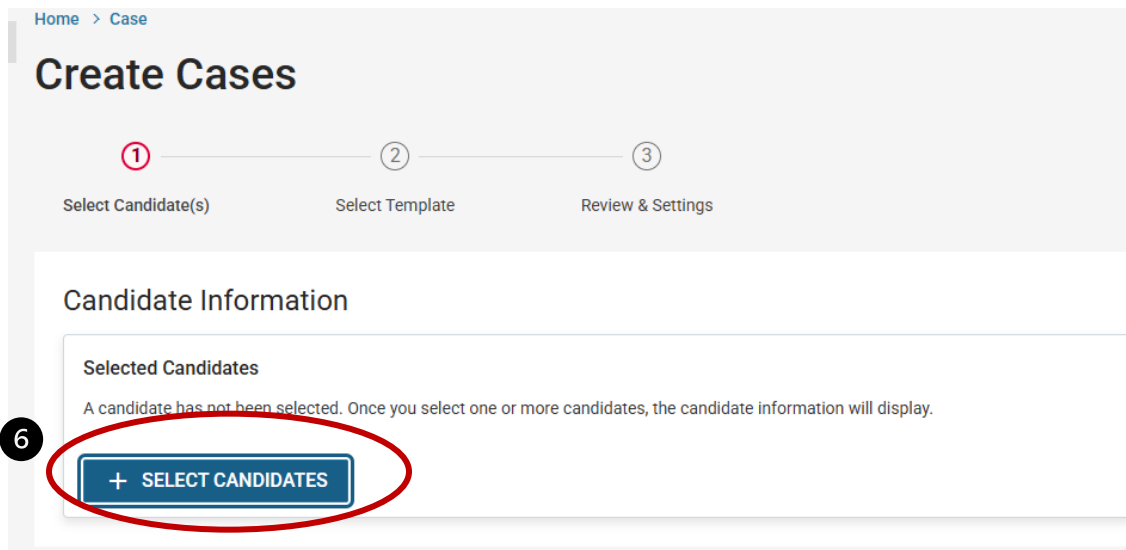 Home > Case
Create Cases
1 2 3
Select Candidate(s) Select Template Review & Settings
Candidate Information
Selected Candidates
A candidate has not been selected. Once you select one or more candidates, the candidate information will display.
6
+ SELECT CANDIDATES